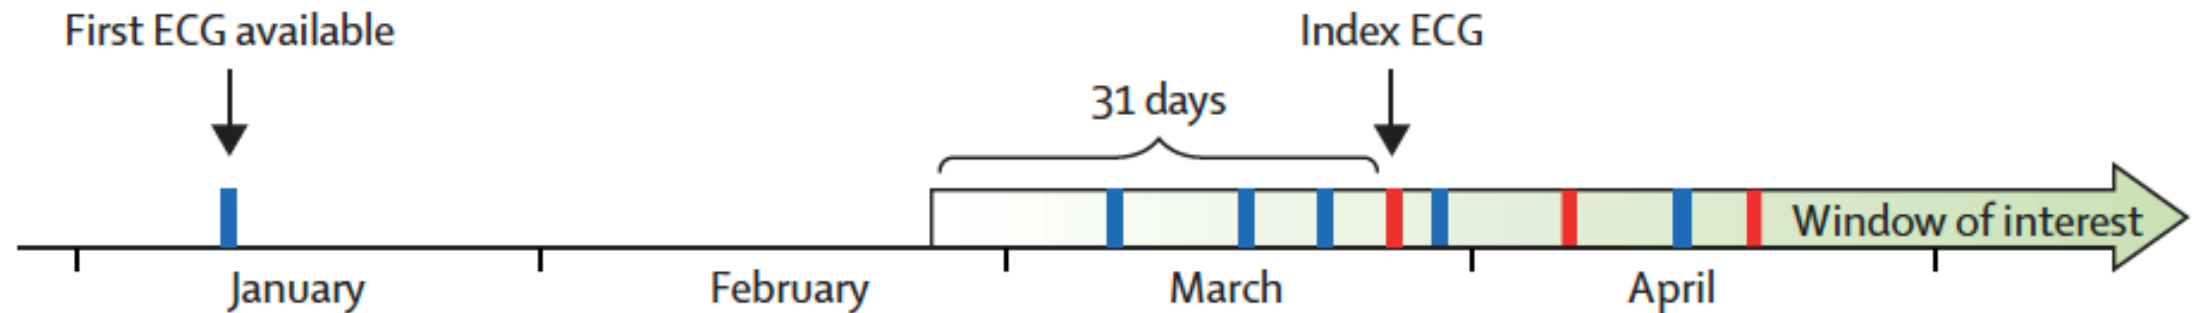 First ECG available
Index ECG
31 days
Window of interest
January
February
March
April